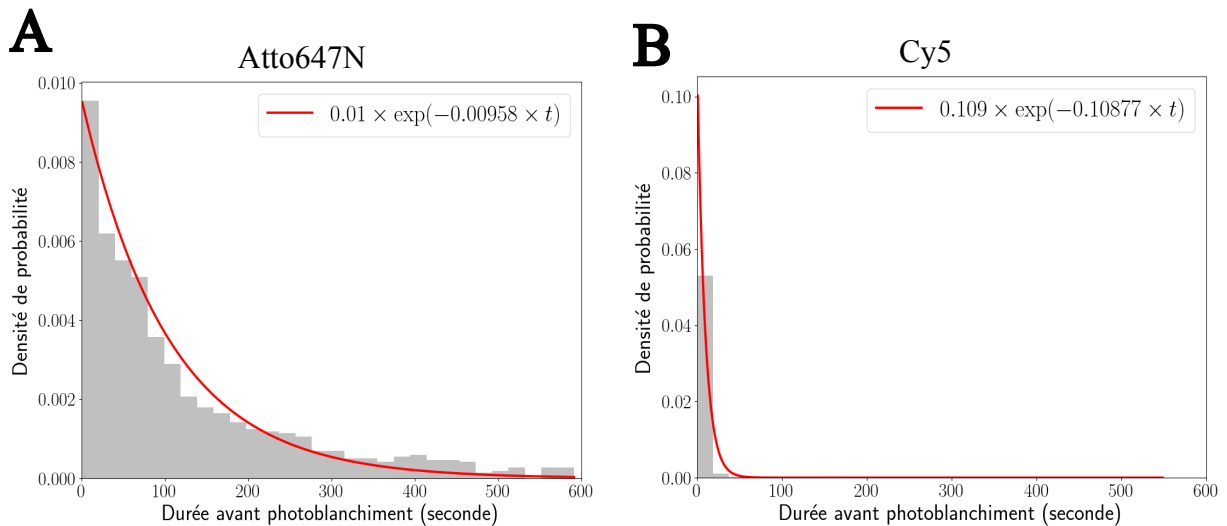 A
Atto647N
0.010
0.008
0.006
0.004
0.002
0.000
Densité de probabilité
0.01 × exp(−0.00958 × t)
0 100 200 300 400 500 600
Durée avant photoblanchiment (seconde)
B
Cy5
0.10
0.08
0.06
0.04
0.02
0.00
Densité de probabilité
0.109 × exp(−0.10877 × t)
0 100 200 300 400 500 600
Durée avant photoblanchiment (seconde)